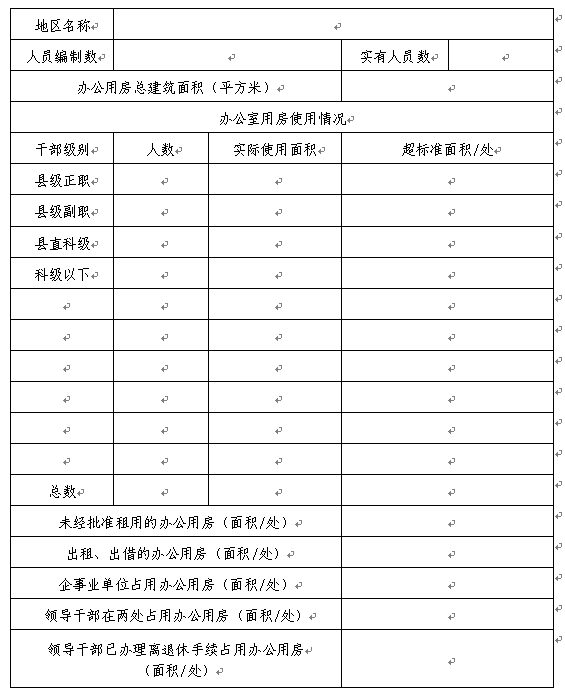 地区名称
人员编制数 实有人员数
办公用房总建筑面积（平方米）
办公室用房使用情况
干部级别 人数 实际使用面积 超标准面积/处
县级正职
县级副职
县直科级
科级以下
总数
未经批准租用的办公用房（面积/处）
出租、出借的办公用房（面积/处）
企事业单位占用办公用房（面积/处）
领导干部在两处占用办公用房（面积/处）
领导干部已办理离退休手续占用办公用房
（面积/处）